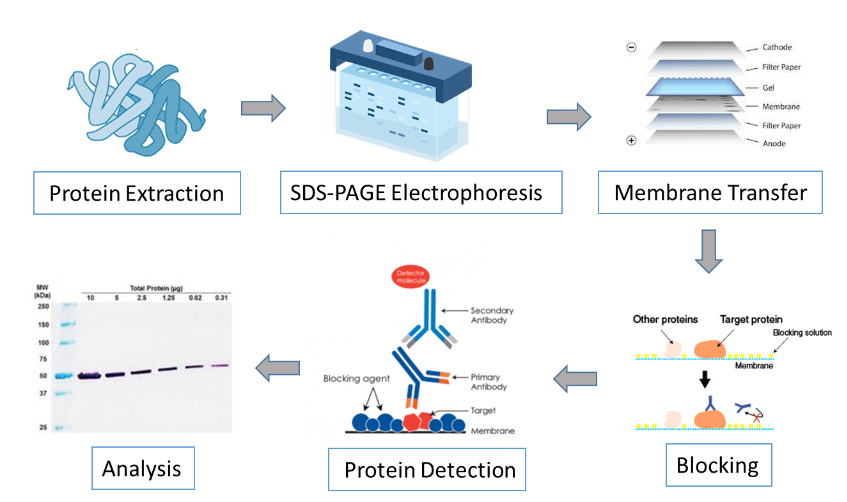 Cathode
Filter Paper
Gel
Membrane
Filter Paper
Anode
Protein Extraction
SDS-PAGE Electrophoresis
Membrane Transfer
Detector
molecule
Secondary
Antibody
Primary
Antibody
Blocking agent
Target
Membrane
Other proteins
Target protein
Blocking solution
Membrane
MW
(kDa)
Total Protein (µg)
10 5 2.5 1.25 0.62 0.31
250
150
100
75
50
37
25
Analysis
Protein Detection
Blocking